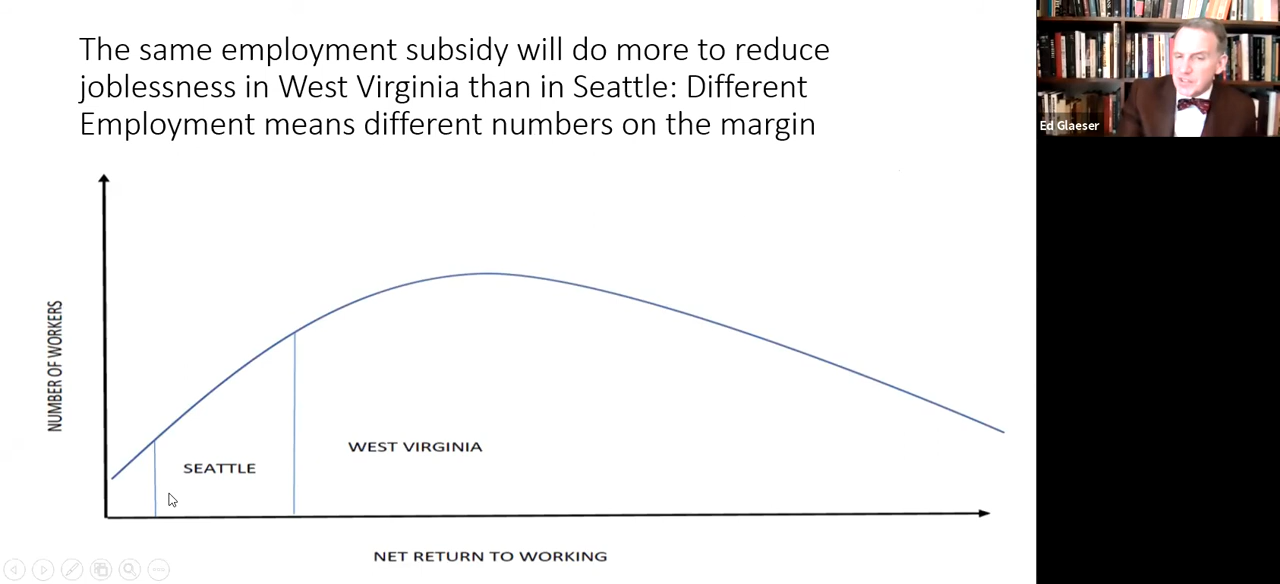 The same employment subsidy will do more to reduce
joblessness in West Virginia than in Seattle: Different
Employment means different numbers on the margin
Ed Glaeser
NUMBER OF WORKERS
WEST VIRGINIA
SEATTLE
NET RETURN TO WORKING